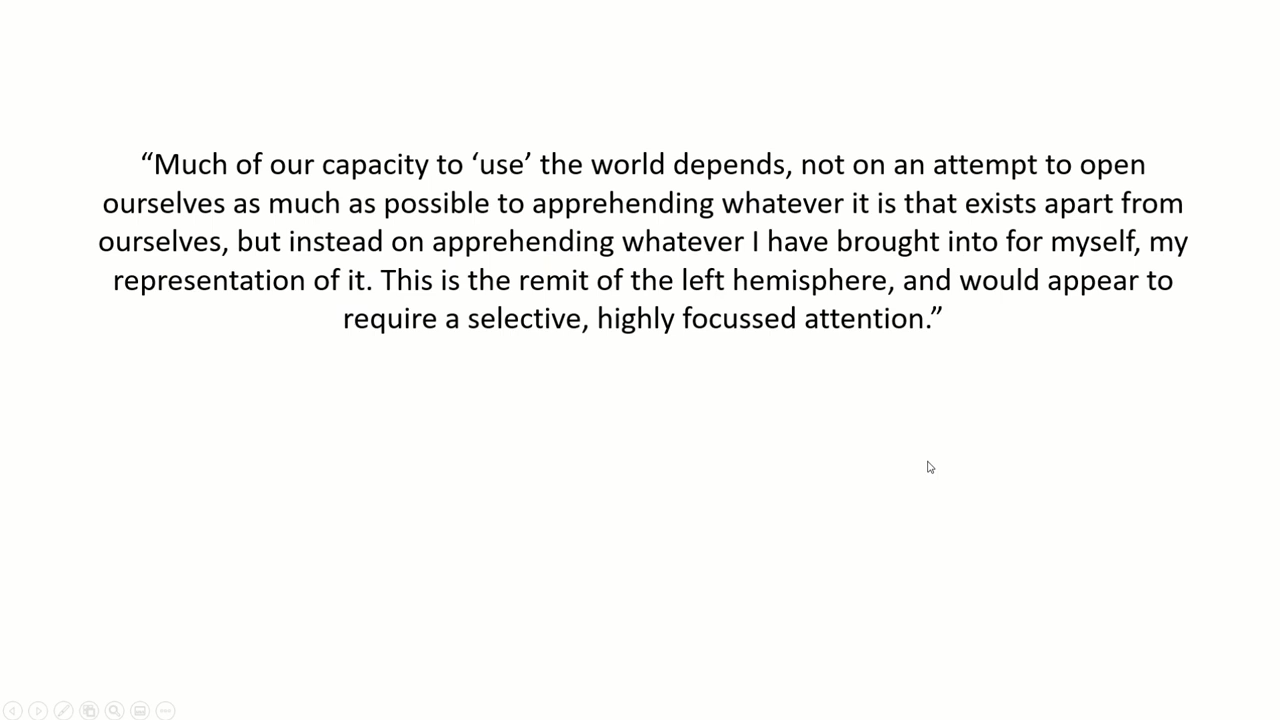 “Much of our capacity to ‘use’ the world depends, not on an attempt to open
ourselves as much as possible to apprehending whatever it is that exists apart from
ourselves, but instead on apprehending whatever I have brought into for myself, my
representation of it. This is the remit of the left hemisphere, and would appear to
require a selective, highly focussed attention.”